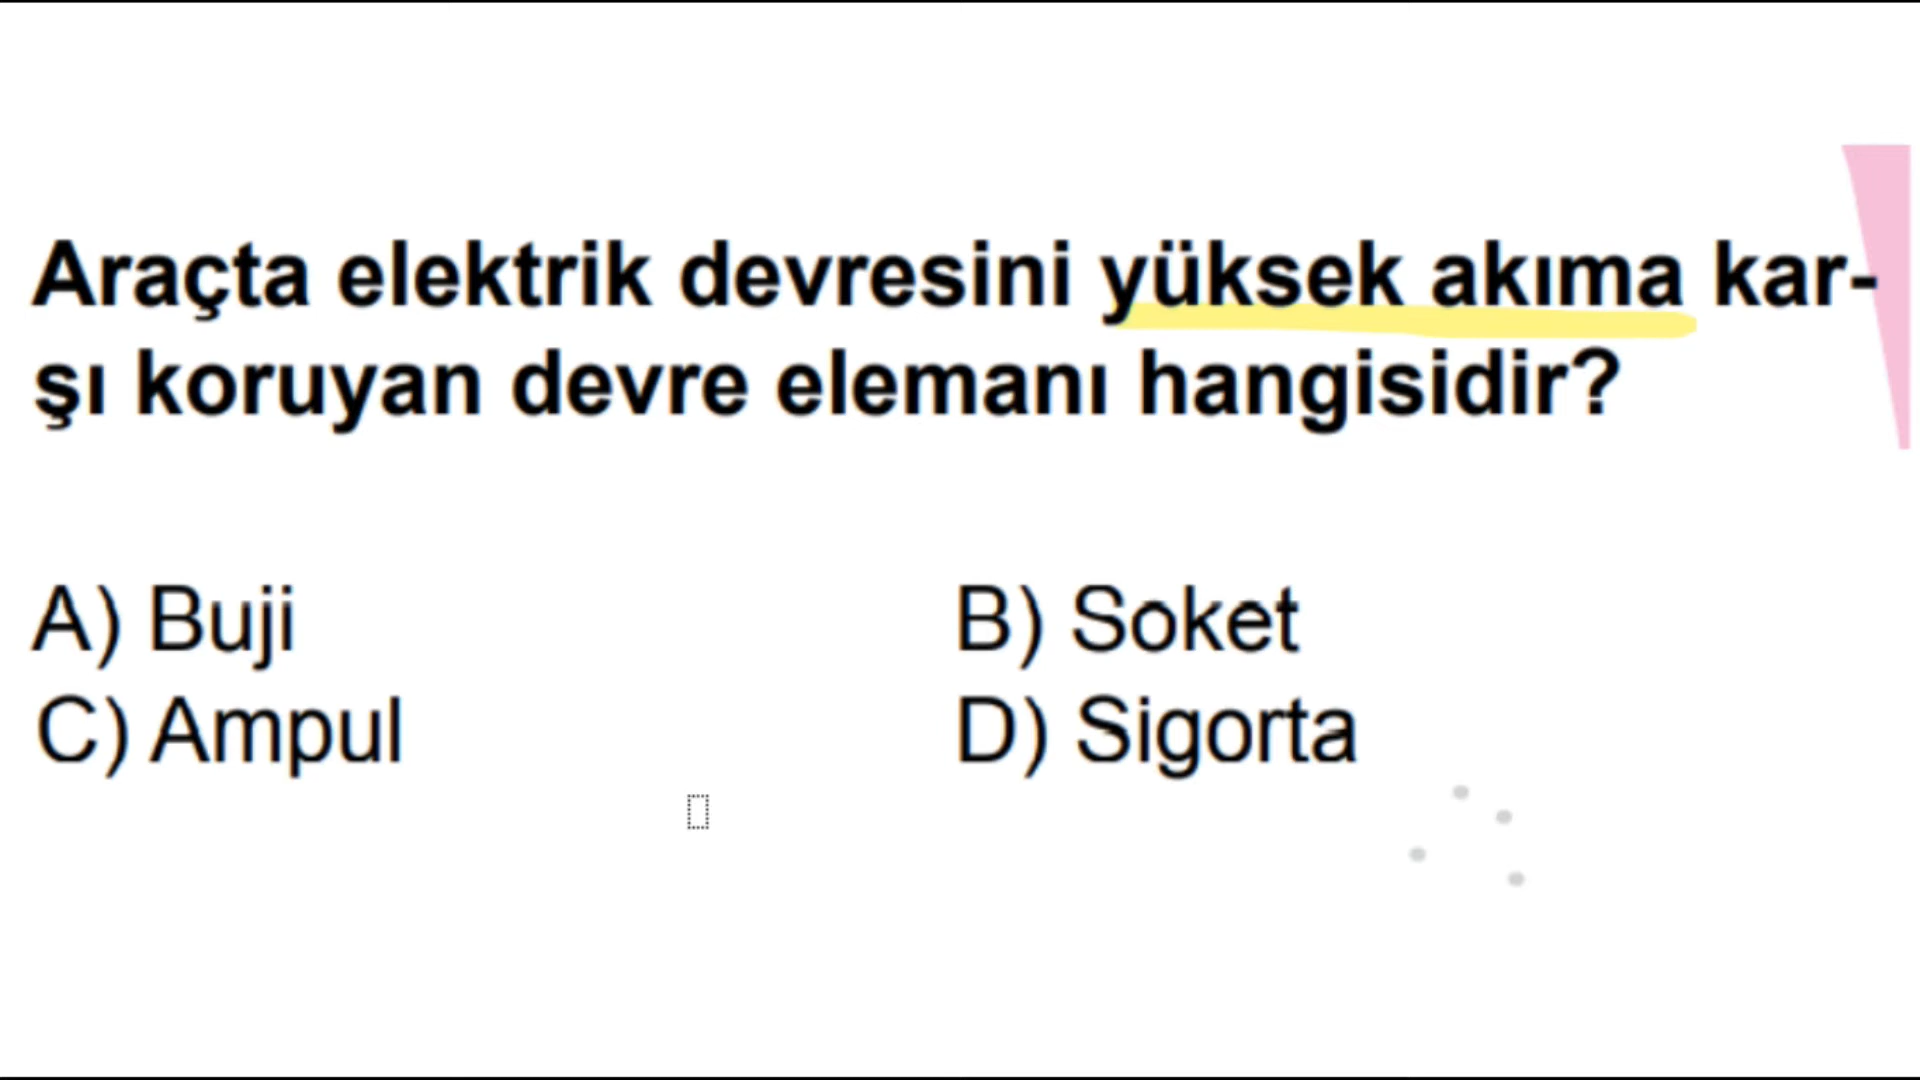 Araçta elektrik devresini yüksek akıma kar-
şı koruyan devre elemanı hangisidir?
A) Buji
B) Soket
C) Ampul
D) Sigorta